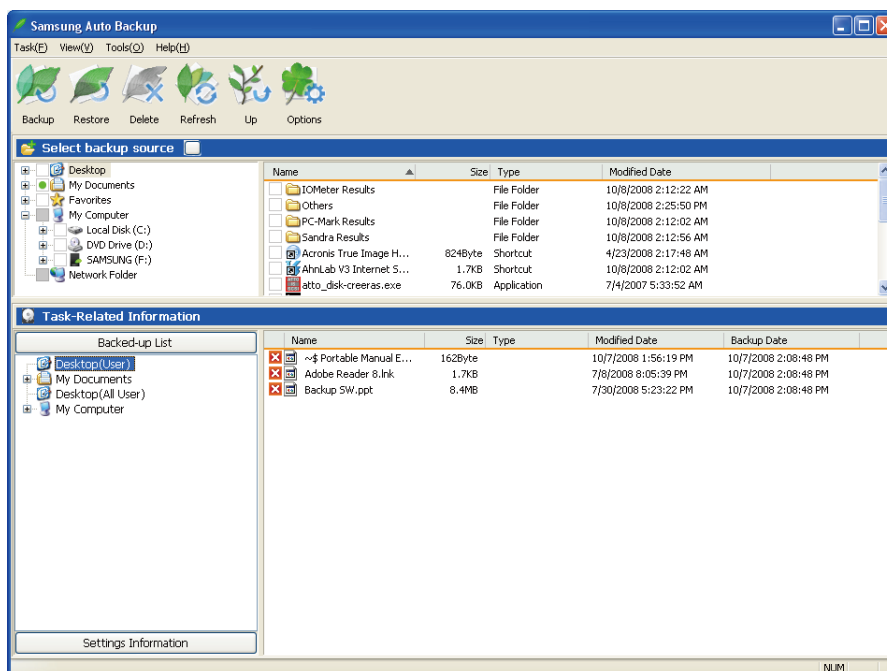 Samsung Auto Backup
Task(F) View(V) Tools(O) Help(H)
Backup Restore Delete Refresh Up Options
Select backup source
Desktop
My Documents
Favorites
My Computer
Local Disk (C:)
DVD Drive (D:)
SAMSUNG (F:)
Network Folder
Name Size Type Modified Date
IOMeter Results File Folder 10/8/2008 2:12:22 AM
Others File Folder 10/8/2008 2:25:50 PM
PC-Mark Results File Folder 10/8/2008 2:12:02 AM
Sandra Results File Folder 10/8/2008 2:12:56 AM
Acronis True Image H... 824Byte Shortcut 4/23/2008 2:17:48 AM
AhnLab V3 Internet S... 1.7KB Shortcut 10/8/2008 2:12:02 AM
atto_disk-creeras.exe 76.0KB Application 7/4/2007 5:33:52 AM
Task-Related Information
Backed-up List
Desktop(User)
My Documents
Desktop(All User)
My Computer
Settings Information
Name Size Type Modified Date Backup Date
~$ Portable Manual E... 162Byte 10/7/2008 1:56:19 PM 10/7/2008 2:08:48 PM
Adobe Reader 8.lnk 1.7KB 7/8/2008 8:05:39 PM 10/7/2008 2:08:48 PM
Backup SW.ppt 8.4MB 7/30/2008 5:23:22 PM 10/7/2008 2:08:48 PM
NUM